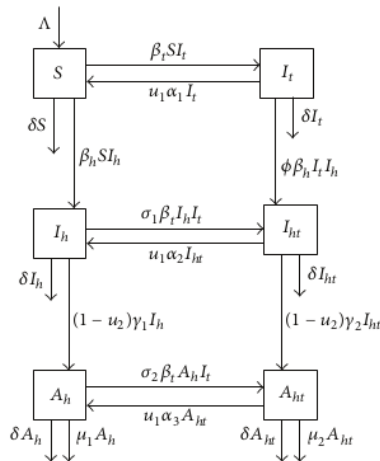 Λ
β_t S I_t
S
I_t
u_1 α_1 I_t
δS
δI_t
β_h S I_h
ϕβ_h I_t I_h
σ_1 β_t I_h I_t
I_h
I_ht
u_1 α_2 I_ht
δI_h
δI_ht
(1 − u_2)γ_1 I_h
(1 − u_2)γ_2 I_ht
σ_2 β_t A_h I_t
A_h
A_ht
u_1 α_3 A_ht
δA_h
μ_1 A_h
δA_ht
μ_2 A_ht